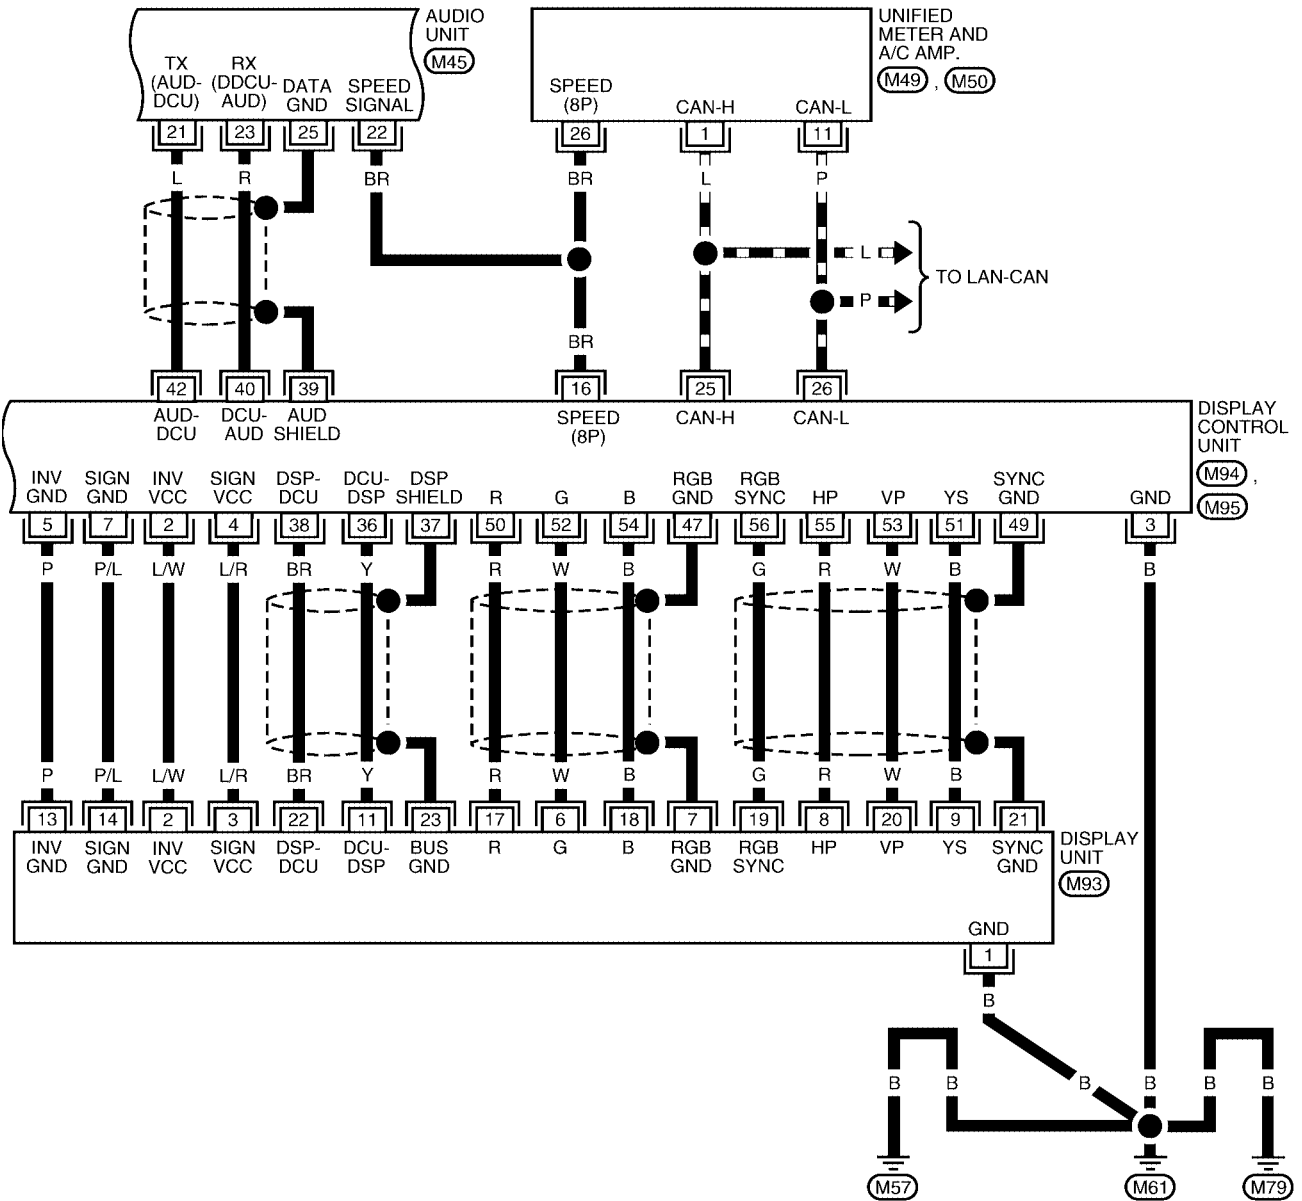 AUDIO
UNIT
M45
TX
(AUD-
DCU)
RX
(DDCU-
AUD)
DATA
GND
SPEED
SIGNAL
UNIFIED
METER AND
A/C AMP.
M49 , M50
SPEED
(8P)
CAN-H
CAN-L
21 23 25 22 26 1 11
L R BR BR L P
L
TO LAN-CAN
P
BR
42 40 39 16 25 26
AUD-
DCU
DCU-
AUD
AUD
SHIELD
SPEED
(8P)
CAN-H
CAN-L
DISPLAY
CONTROL
UNIT
M94 ,
M95
INV
GND
SIGN
GND
INV
VCC
SIGN
VCC
DSP-
DCU
DCU-
DSP
DSP
SHIELD
R
G
B
RGB
GND
RGB
SYNC
HP
VP
YS
SYNC
GND
GND
5 7 2 4 38 36 37 50 52 54 47 56 55 53 51 49 3
P P/L L/W L/R BR Y R W B G R W B B
P P/L L/W L/R BR Y R W B G R W B
13 14 2 3 22 11 23 17 6 18 7 19 8 20 9 21
INV
GND
SIGN
GND
INV
VCC
SIGN
VCC
DSP-
DCU
DCU-
DSP
BUS
GND
R
G
B
RGB
GND
RGB
SYNC
HP
VP
YS
SYNC
GND
DISPLAY
UNIT
M93
GND
1
B
B B B B B B
M57 M61 M79